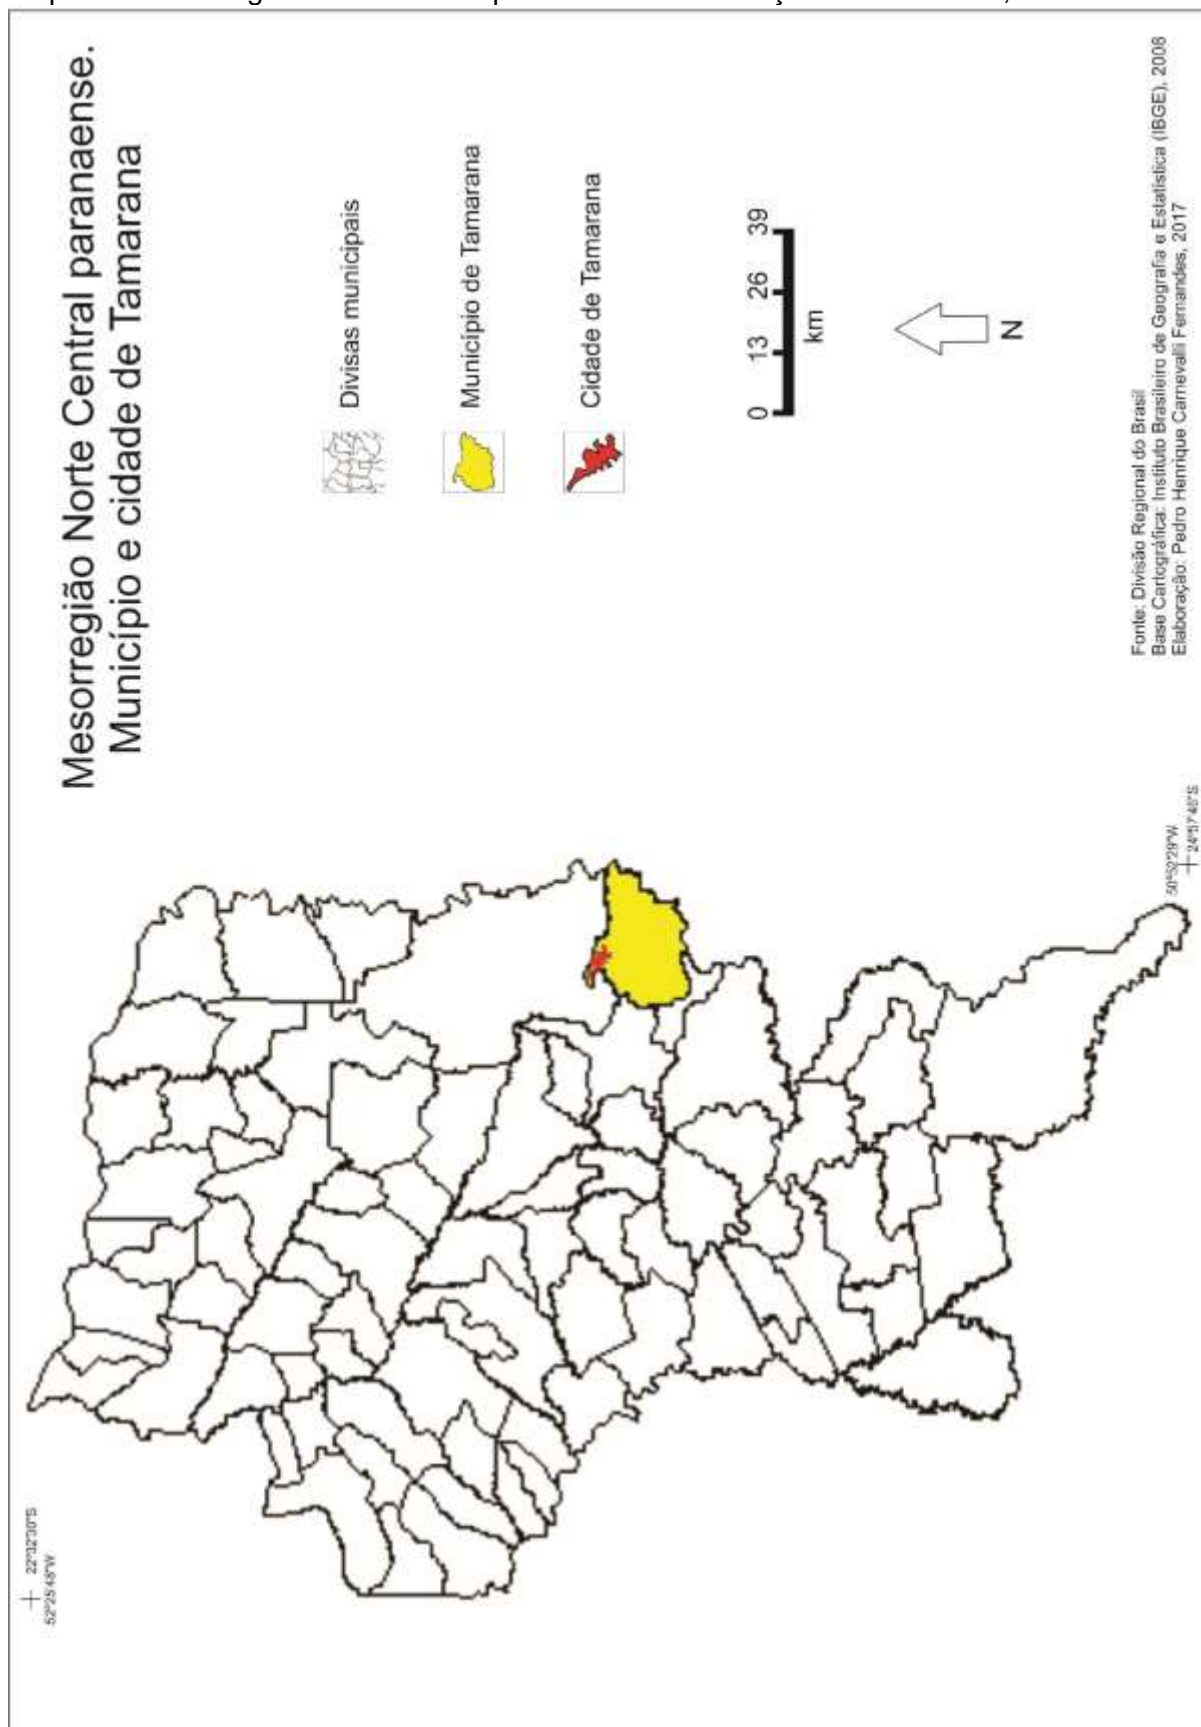 Mesorregião Norte Central paranaense.
Município e cidade de Tamarana
Divisas municipais
Município de Tamarana
Cidade de Tamarana
0 13 26 39
km
N
Fonte: Divisão Regional do Brasil
Base Cartográfica: Instituto Brasileiro de Geografia e Estatística (IBGE), 2008
Elaboração: Pedro Henrique Carnevalli Fernandes, 2017
22°32'30"S
52°25'48"W
50°52'29"W
24°57'46"S